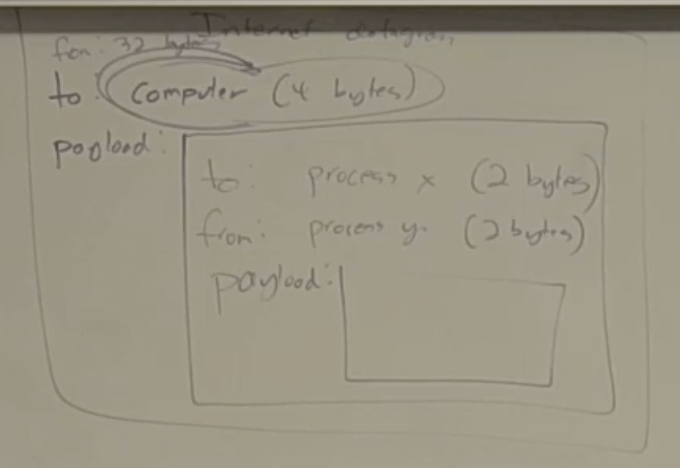 Internet datagram
from: 32 bytes
to: Computer (4 bytes)
payload:
to: process x (2 bytes)
from: process y (2 bytes)
payload: